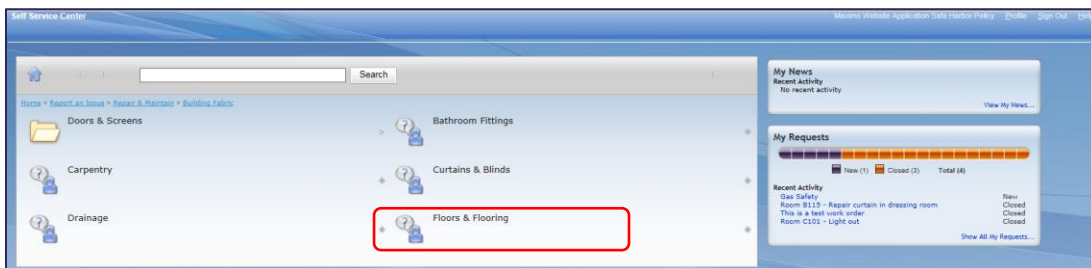 Self Service Center
Maximo Website Application Safe Harbor Policy Profile Sign Out
Search
Home > Report an Issue > Repair & Maintain > Building Fabric
Doors & Screens
Bathroom Fittings
Carpentry
Curtains & Blinds
Drainage
Floors & Flooring
My News
Recent Activity
No recent activity
View My News...
My Requests
New (1) Closed (3) Total (4)
Recent Activity
Gas Safety New
Room B115 - Repair curtain in dressing room Closed
This is a test work order Closed
Room C101 - Light out Closed
Show All My Requests...